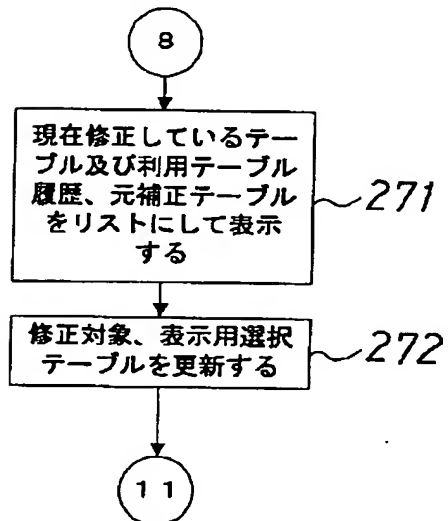 8
現在修正しているテー
ブル及び利用テーブル
履歴、元補正テーブル
をリストにして表示
する
271
修正対象、表示用選択
テーブルを更新する
272
11